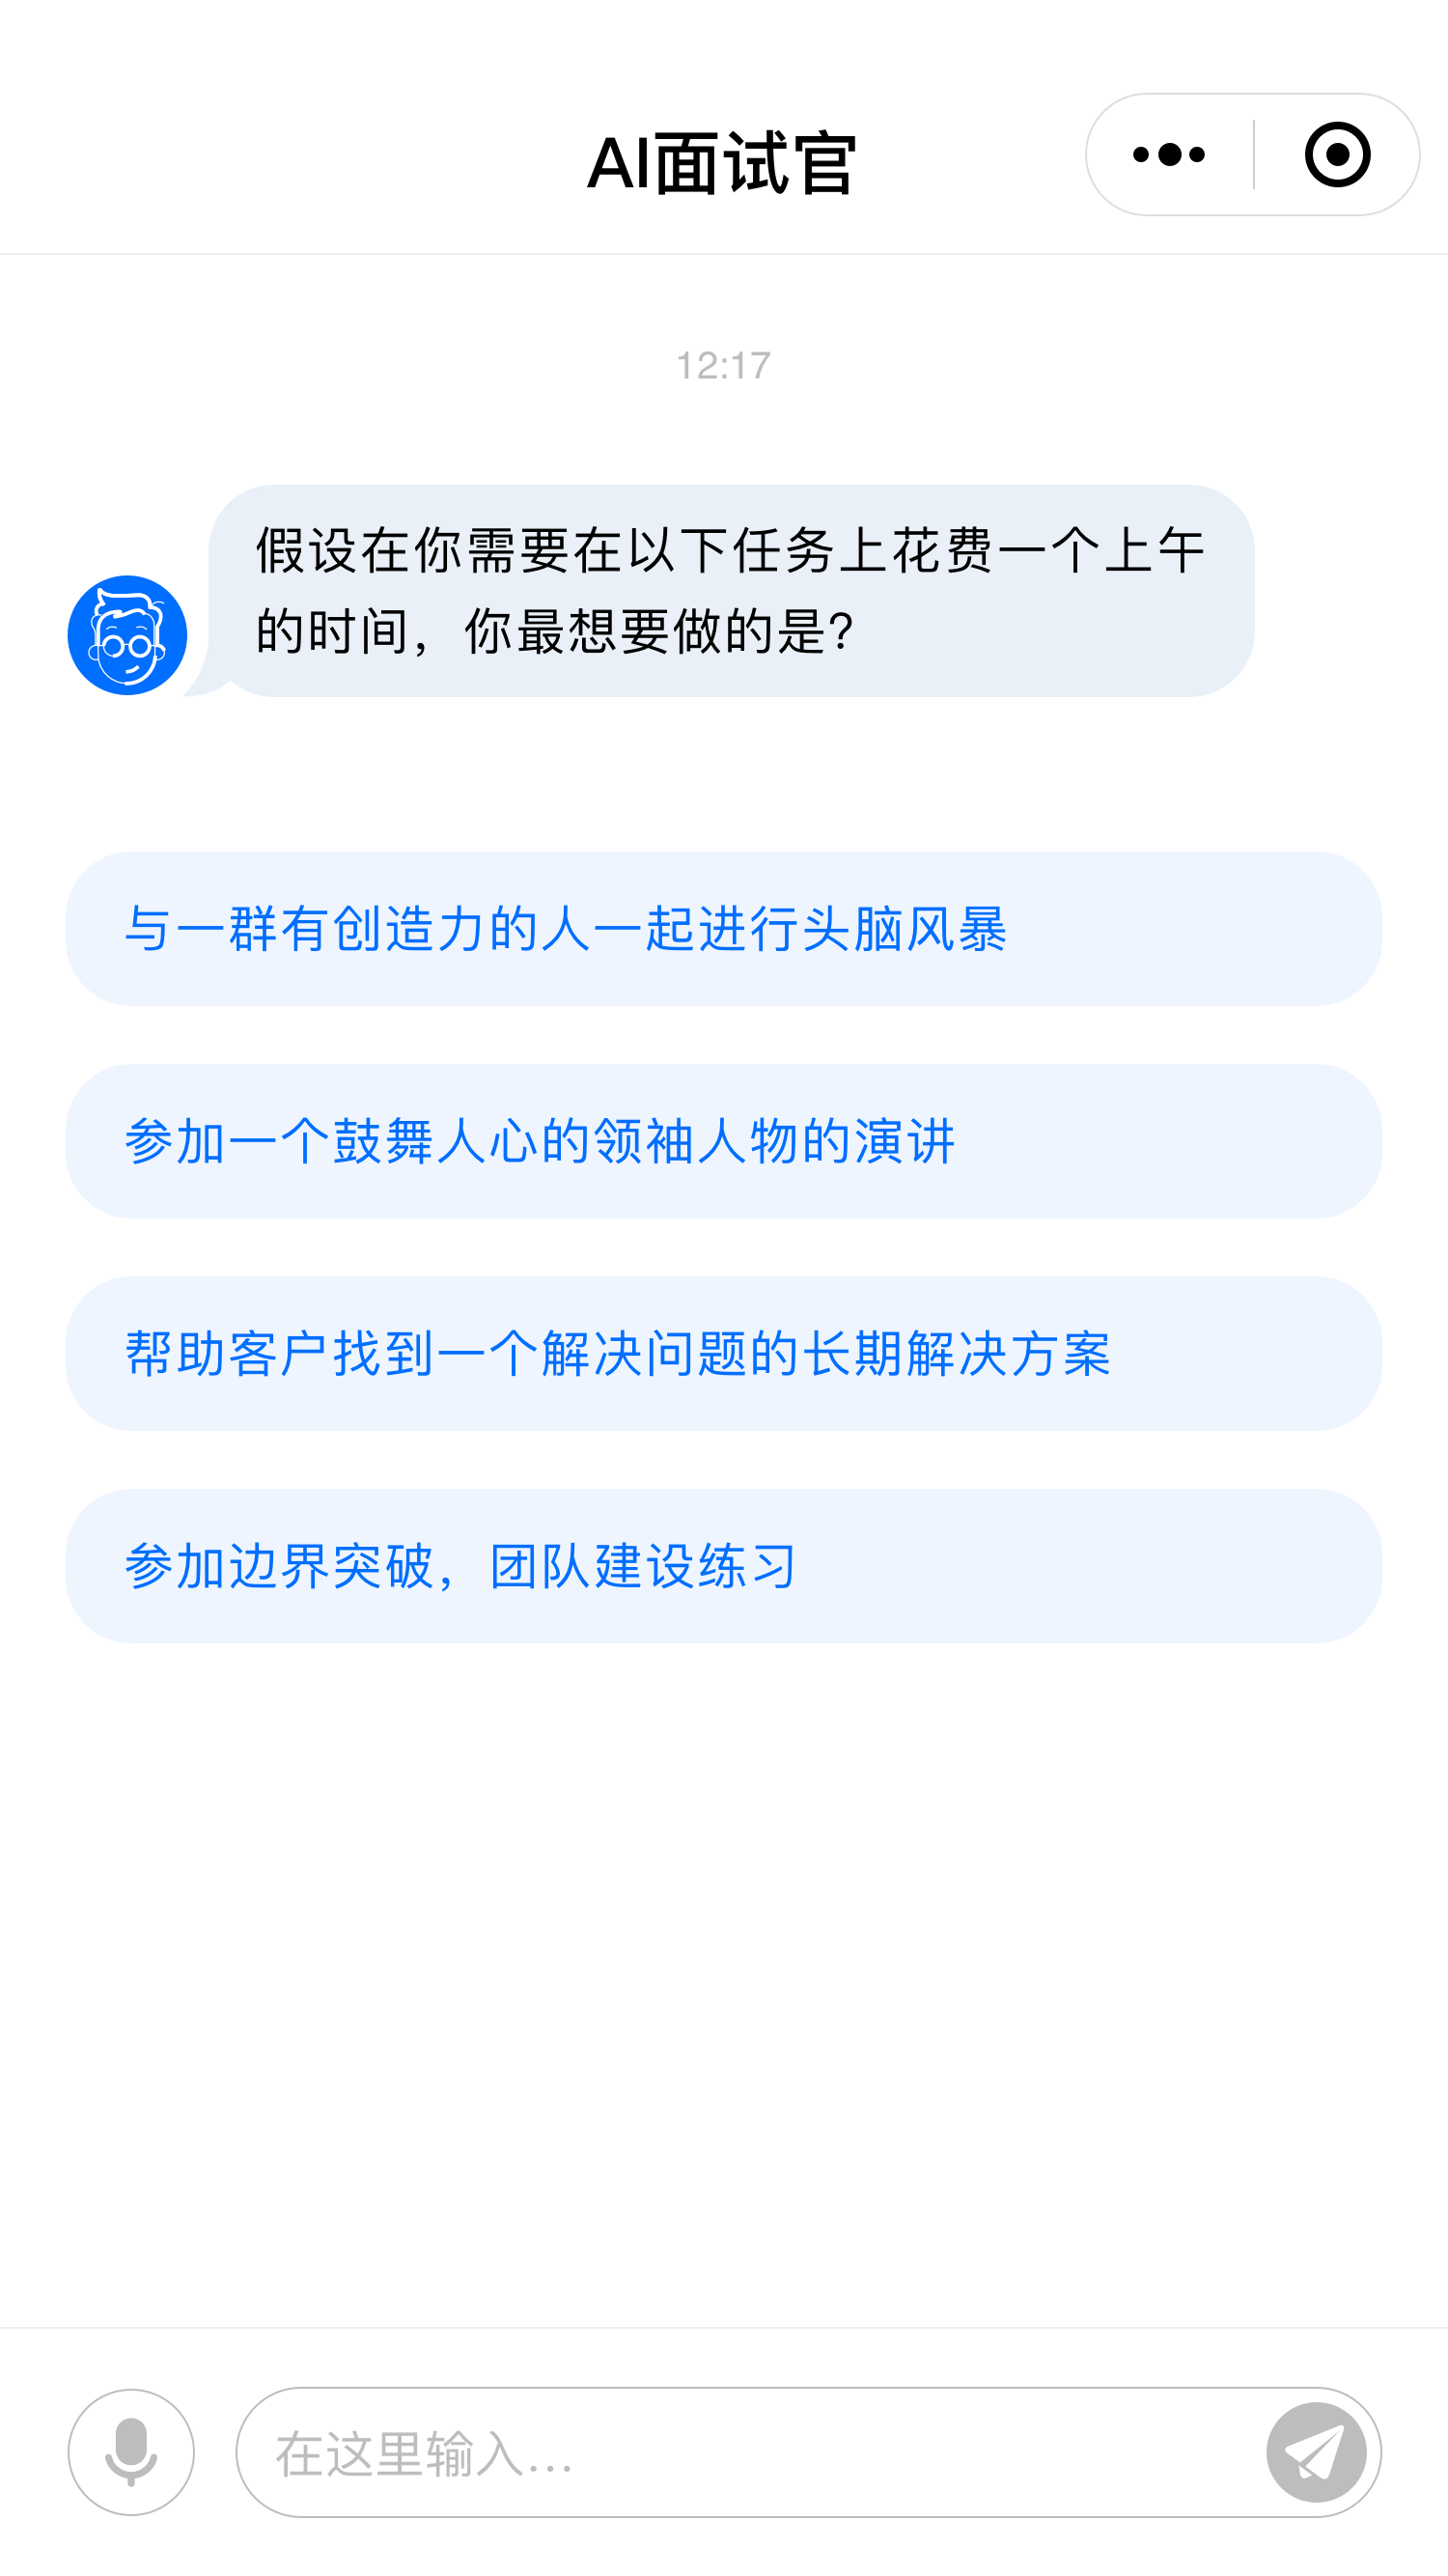 AI面试官
12:17
假设在你需要在以下任务上花费一个上午
的时间，你最想要做的是？
与一群有创造力的人一起进行头脑风暴
参加一个鼓舞人心的领袖人物的演讲
帮助客户找到一个解决问题的长期解决方案
参加边界突破，团队建设练习
在这里输入...